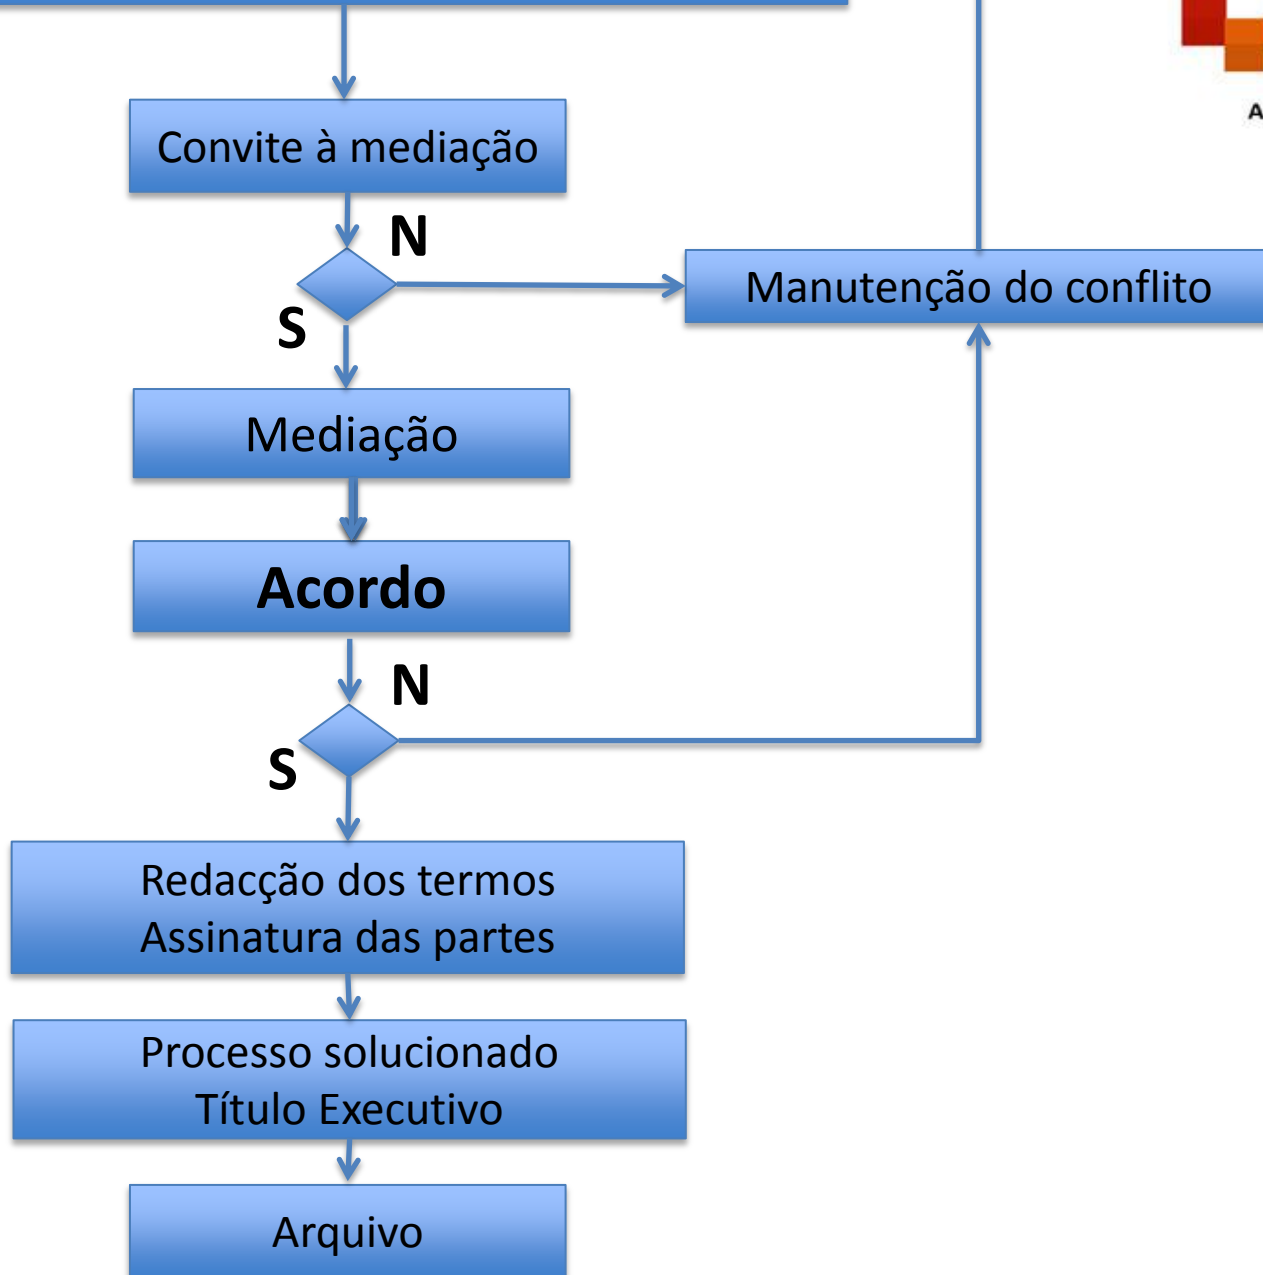 A
Convite à mediação
N
Manutenção do conflito
S
Mediação
Acordo
N
S
Redacção dos termos
Assinatura das partes
Processo solucionado
Título Executivo
Arquivo